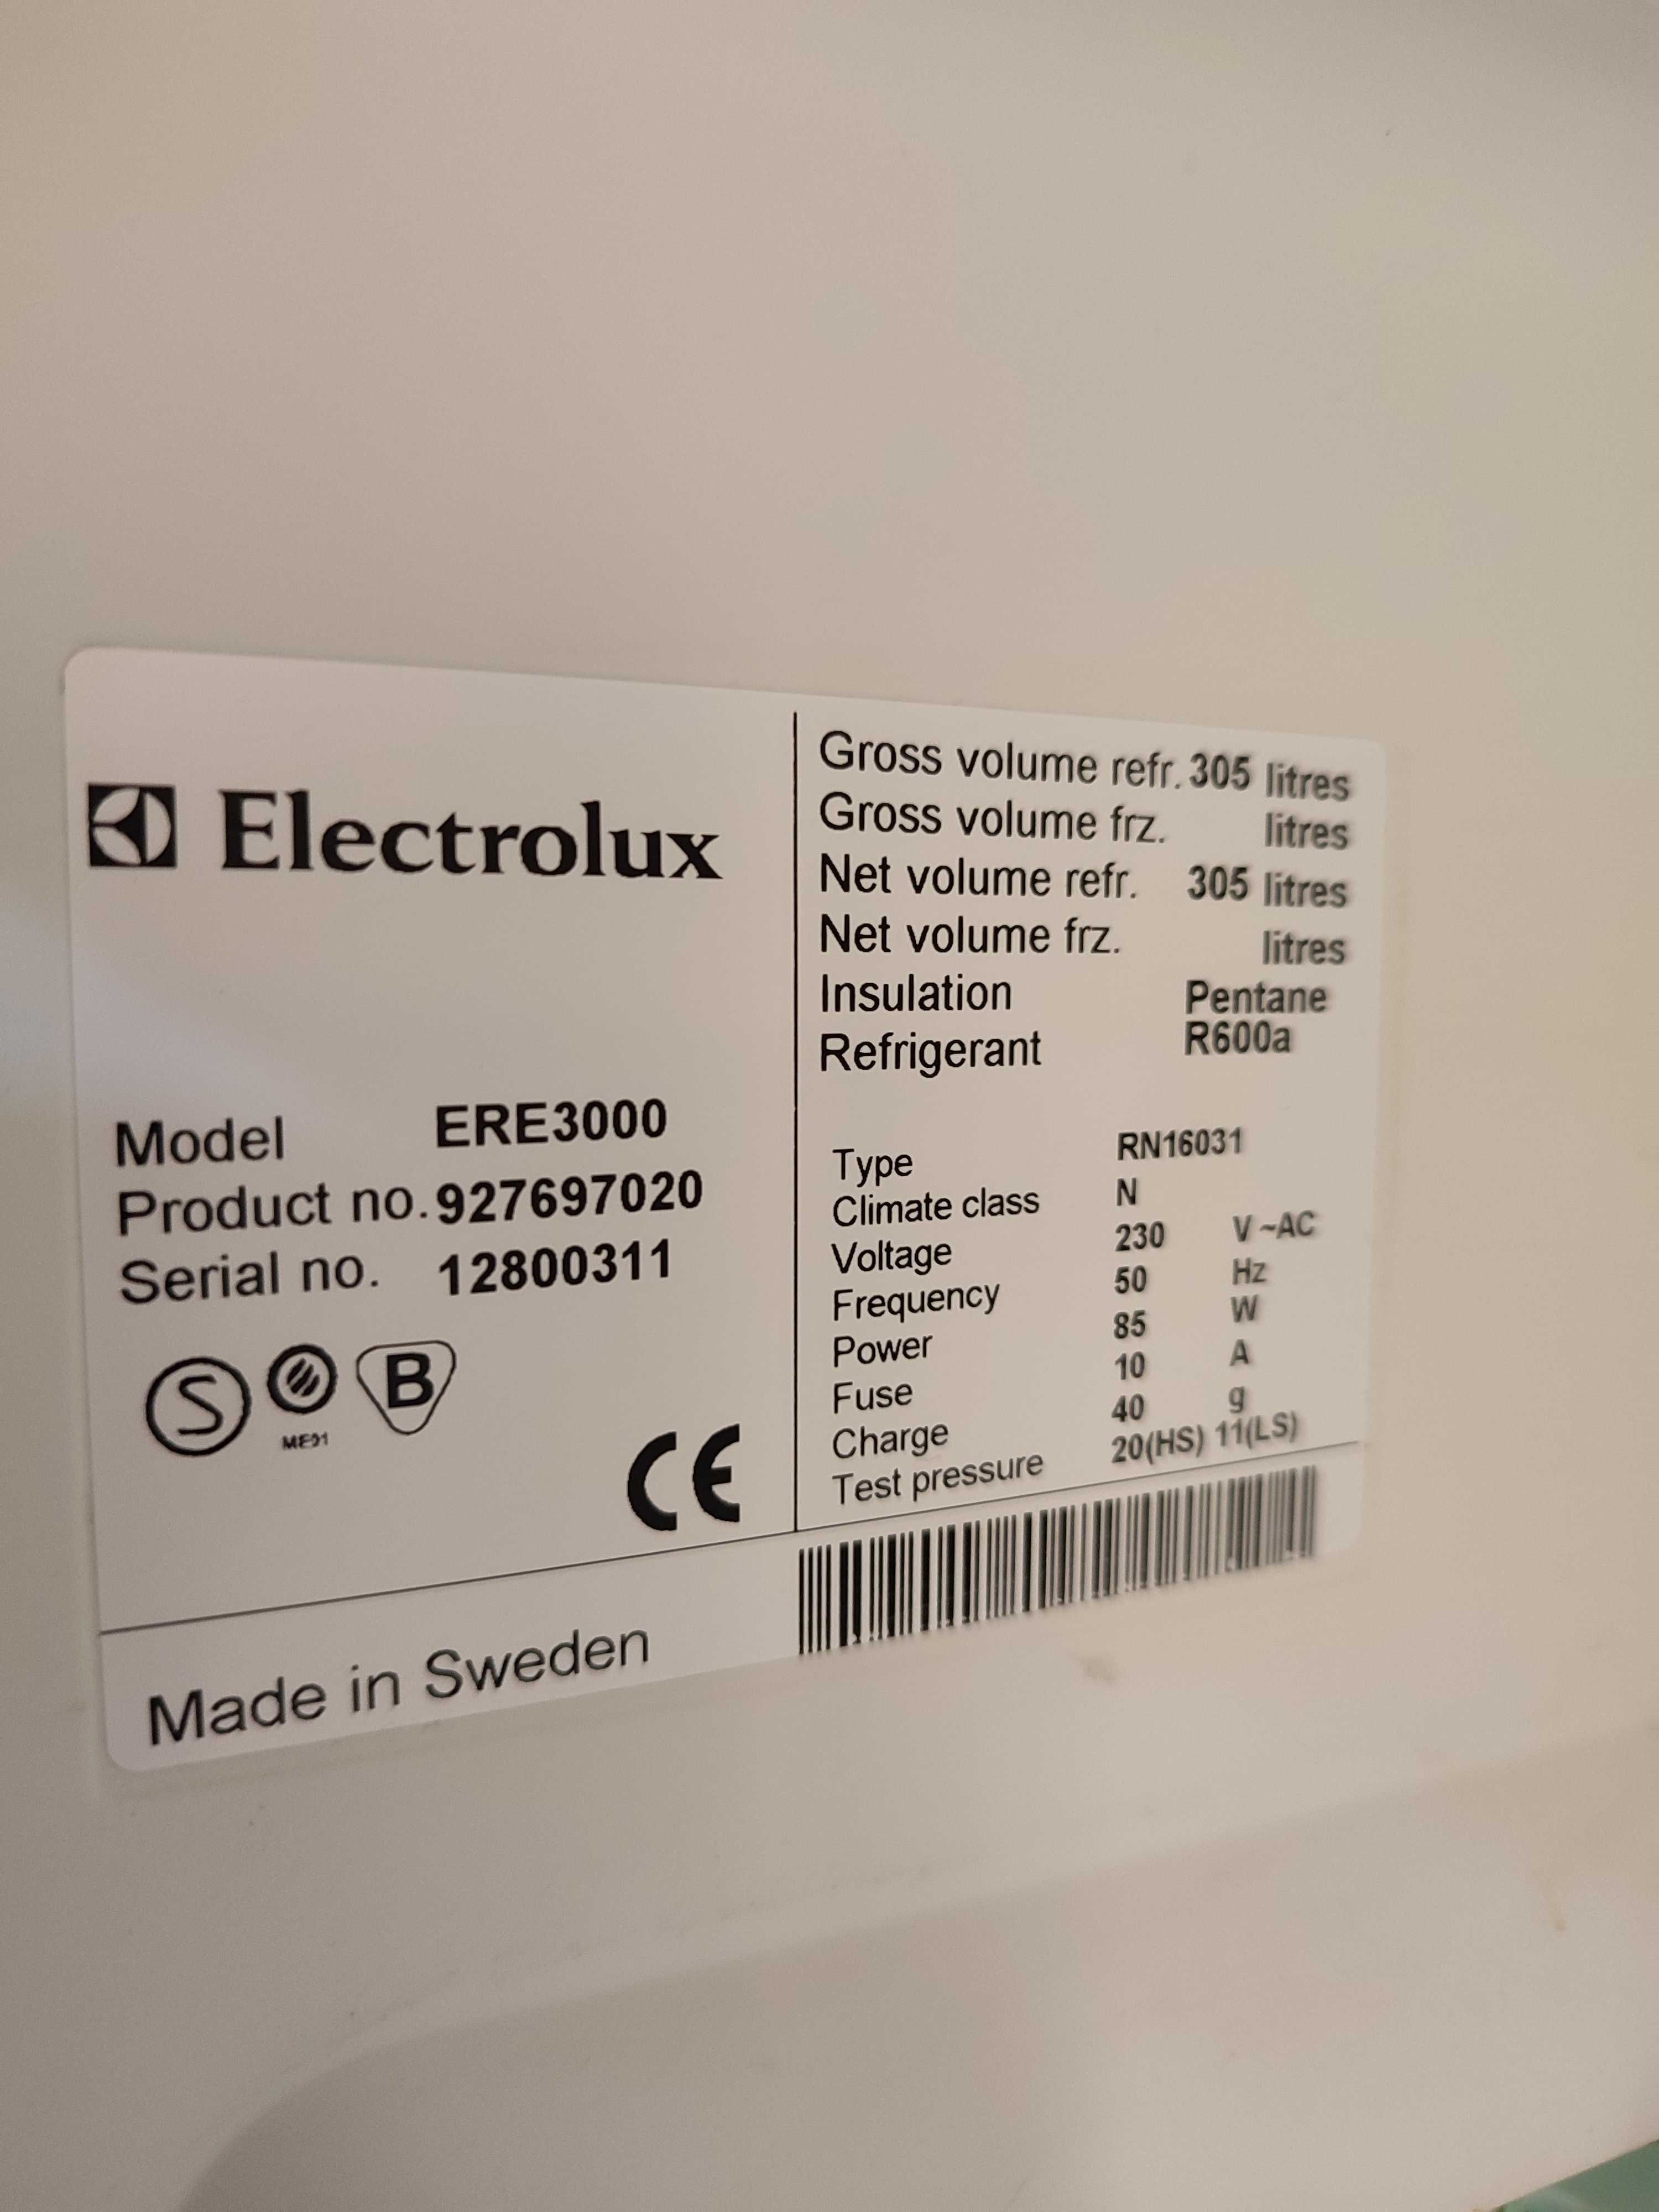 Electrolux
Model ERE3000
Product no. 927697020
Serial no. 12800311
S
B
CE
Gross volume refr. 305 litres
Gross volume frz. litres
Net volume refr. 305 litres
Net volume frz. litres
Insulation Pentane
Refrigerant R600a
Type RN16031
Climate class N
Voltage 230 V ~AC
Frequency 50 Hz
Power 85 W
Fuse 10 A
Charge 40 g
Test pressure 20(HS) 11(LS)
Made in Sweden